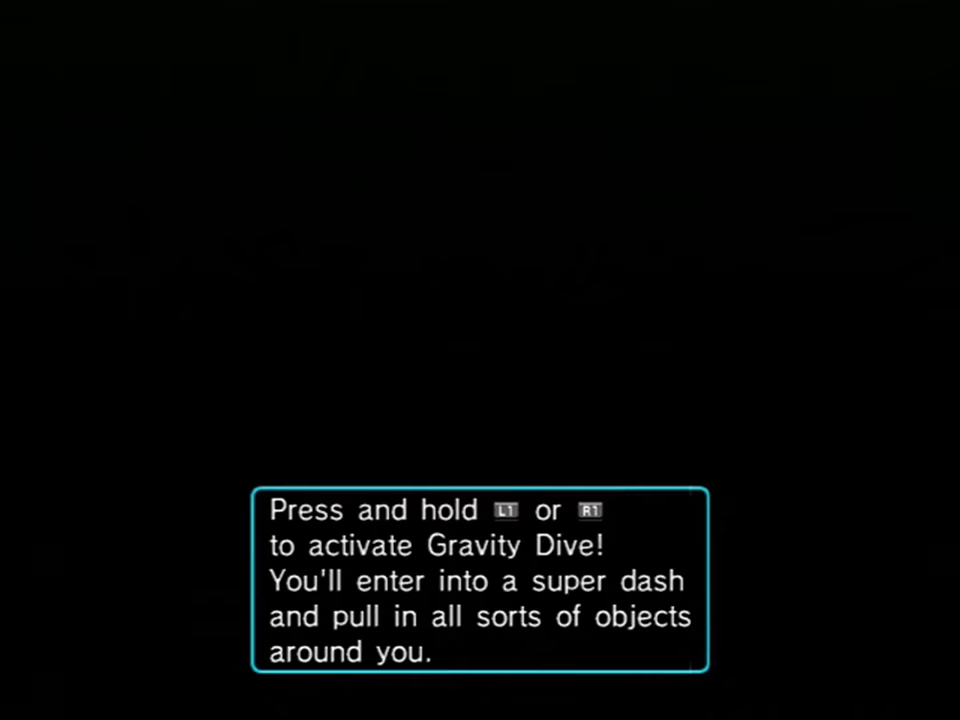 Press and hold L1 or R1
to activate Gravity Dive!
You'll enter into a super dash
and pull in all sorts of objects
around you.